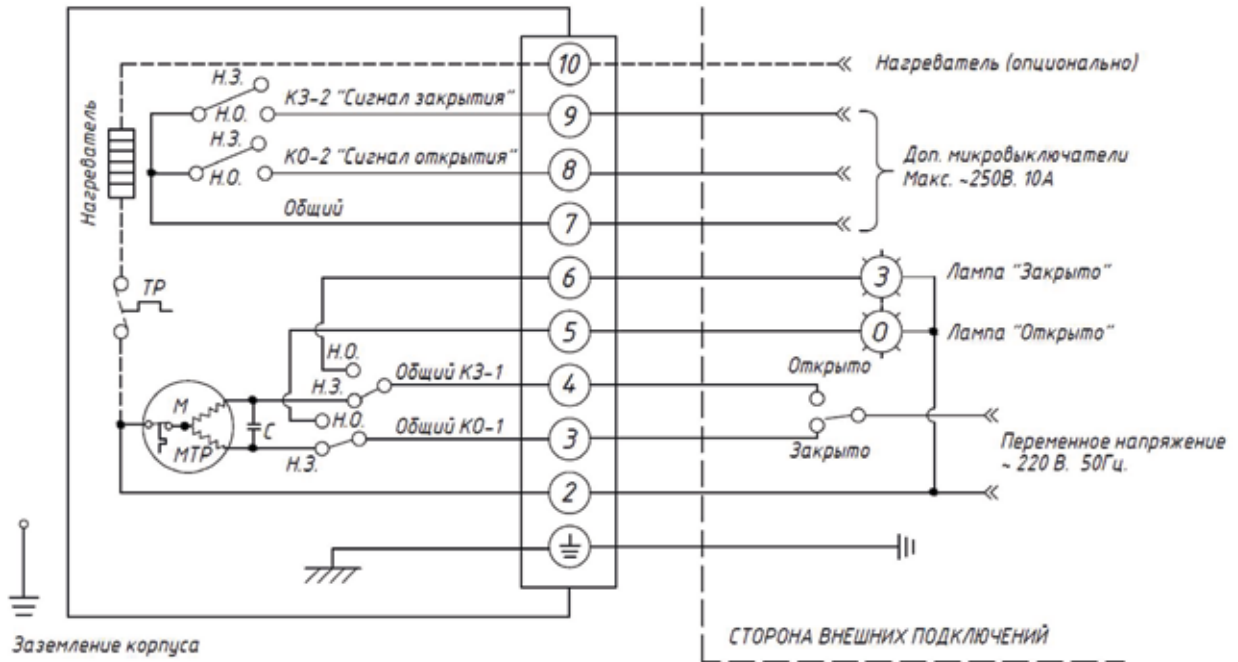 10
Нагреватель (опционально)
Н.З.
КЗ-2 "Сигнал закрытия"
Н.О.
9
Н.З.
КО-2 "Сигнал открытия"
Н.О.
8
Доп. микровыключатели
Макс. ~250В. 10А
Нагреватель
Общий
7
6
З
Лампа "Закрыто"
ТР
5
О
Лампа "Открыто"
Н.О.
Открыто
Н.З.
Общий КЗ-1
4
М
С
Н.О.
Общий КО-1
3
МТР
Н.З.
Закрыто
Переменное напряжение
~ 220 В. 50Гц.
2
Заземление корпуса
СТОРОНА ВНЕШНИХ ПОДКЛЮЧЕНИЙ